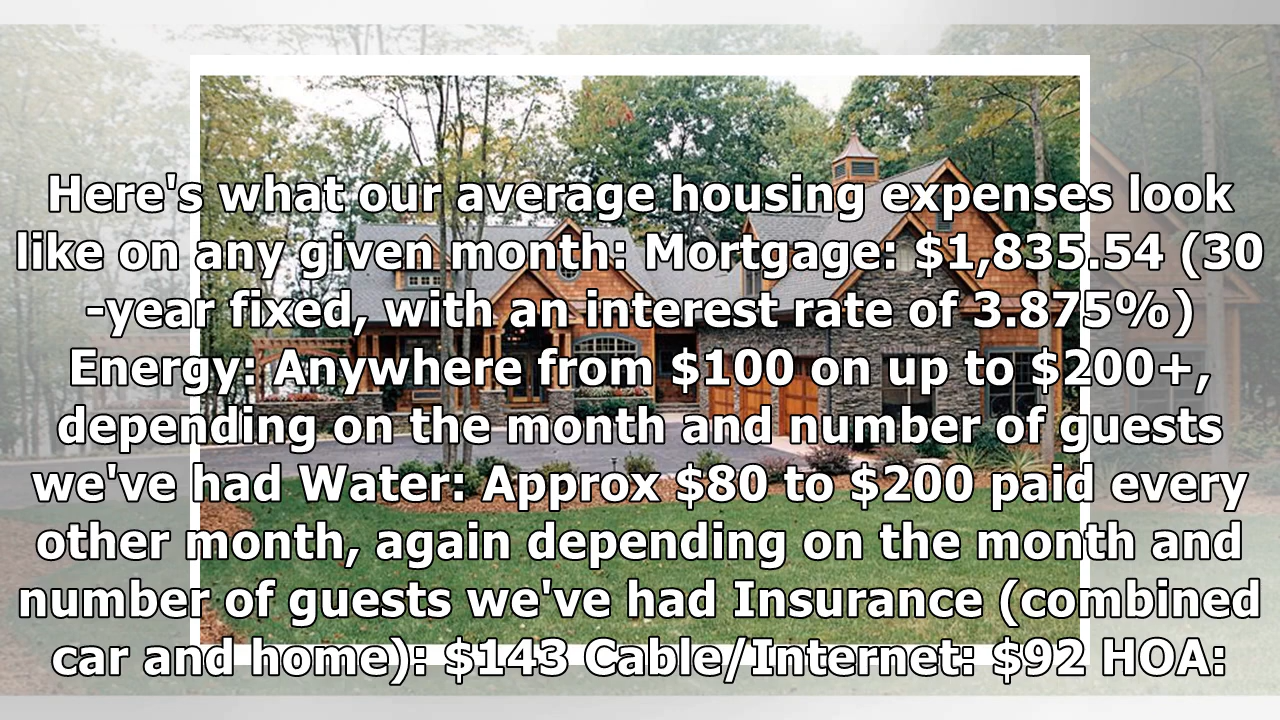 Here's what our average housing expenses look
like on any given month: Mortgage: $1,835.54 (30
-year fixed, with an interest rate of 3.875%)
Energy: Anywhere from $100 on up to $200+,
depending on the month and number of guests
we've had Water: Approx $80 to $200 paid every
other month, again depending on the month and
number of guests we've had Insurance (combined
car and home): $143 Cable/Internet: $92 HOA: